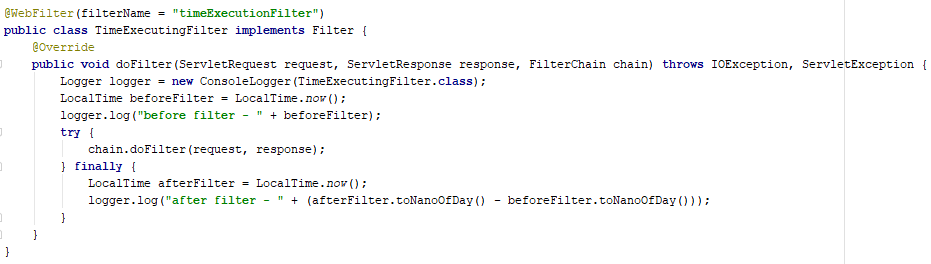 @WebFilter(filterName = "timeExecutionFilter")
public class TimeExecutingFilter implements Filter {
    @Override
    public void doFilter(ServletRequest request, ServletResponse response, FilterChain chain) throws IOException, ServletException {
        Logger logger = new ConsoleLogger(TimeExecutingFilter.class);
        LocalTime beforeFilter = LocalTime.now();
        logger.log("before filter - " + beforeFilter);
        try {
            chain.doFilter(request, response);
        } finally {
            LocalTime afterFilter = LocalTime.now();
            logger.log("after filter - " + (afterFilter.toNanoOfDay() - beforeFilter.toNanoOfDay()));
        }
    }
}